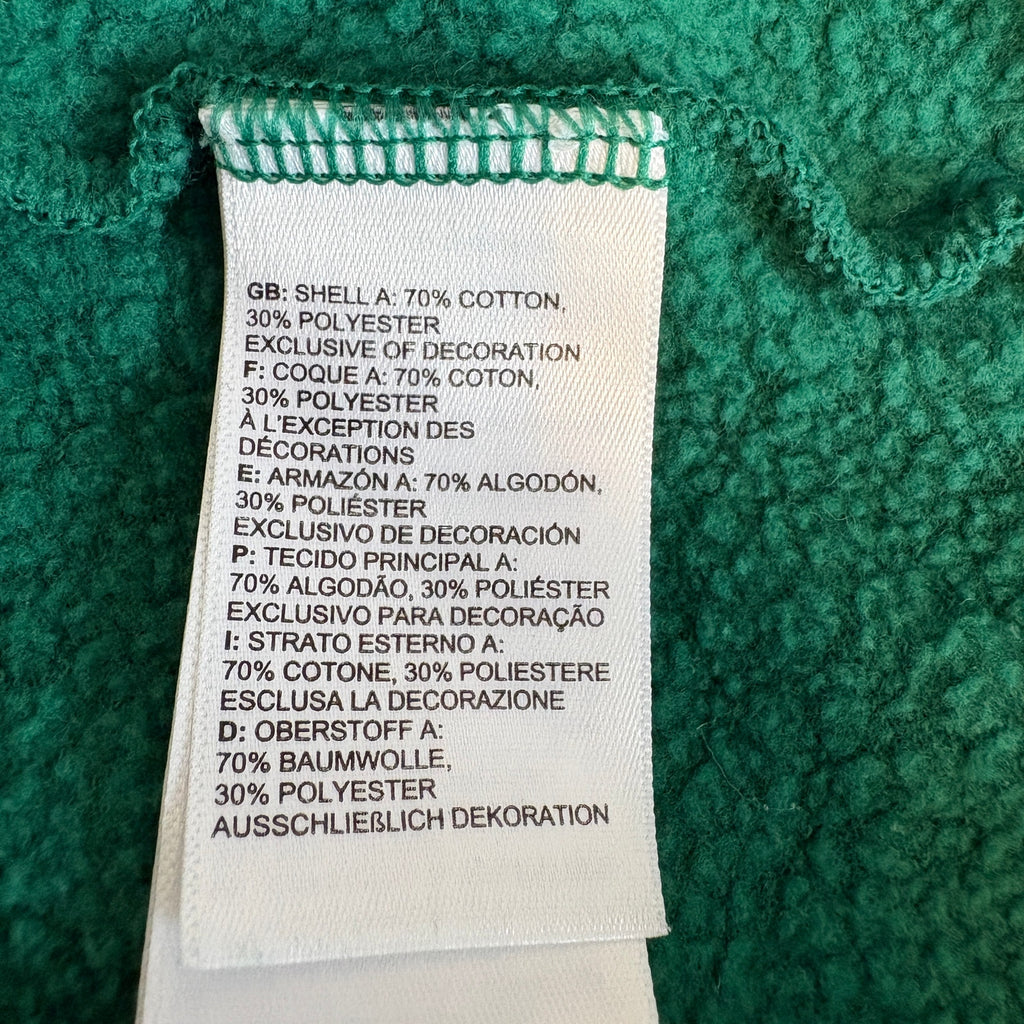 GB: SHELL A: 70% COTTON,
30% POLYESTER
EXCLUSIVE OF DECORATION
F: COQUE A: 70% COTON,
30% POLYESTER
À L'EXCEPTION DES
DÉCORATIONS
E: ARMAZÓN A: 70% ALGODÓN,
30% POLIÉSTER
EXCLUSIVO DE DECORACIÓN
P: TECIDO PRINCIPAL A:
70% ALGODÃO, 30% POLIÉSTER
EXCLUSIVO PARA DECORAÇÃO
I: STRATO ESTERNO A:
70% COTONE, 30% POLIESTERE
ESCLUSA LA DECORAZIONE
D: OBERSTOFF A:
70% BAUMWOLLE,
30% POLYESTER
AUSSCHLIEßLICH DEKORATION